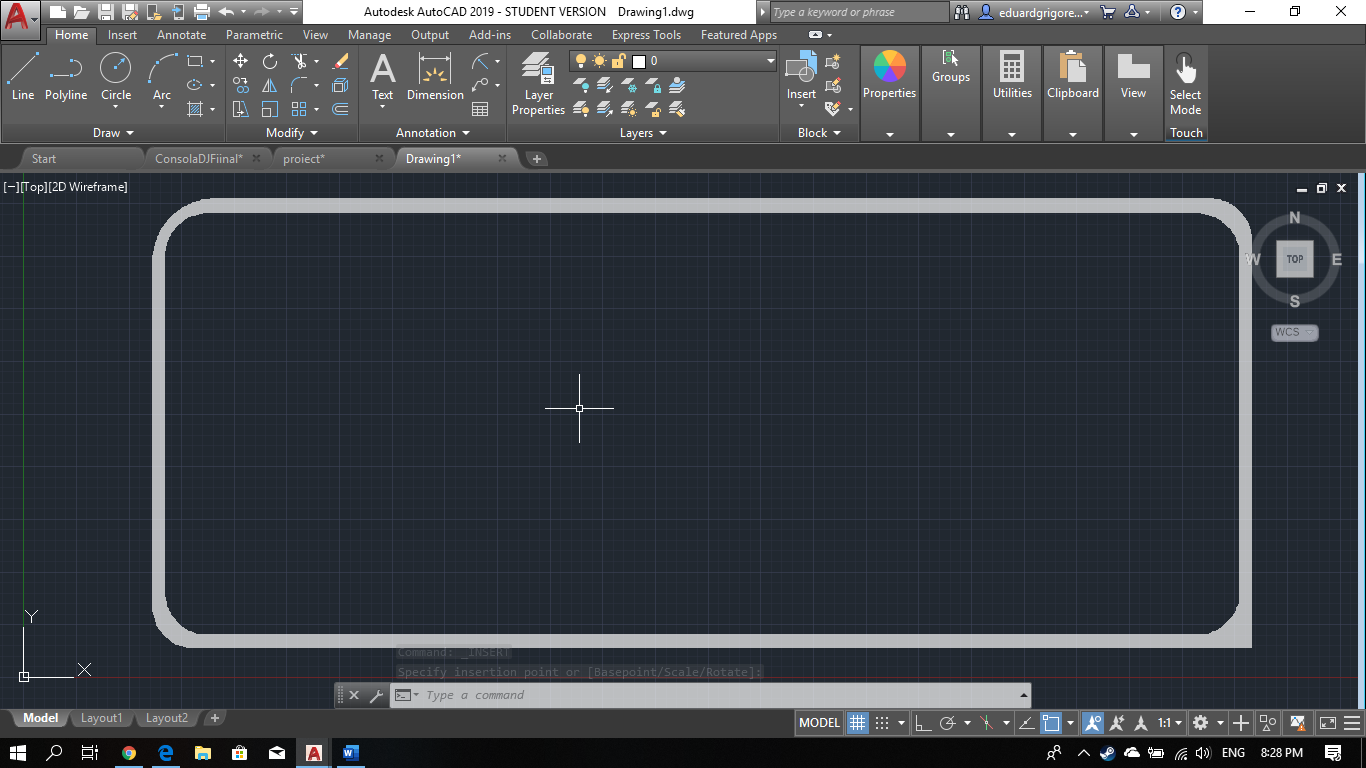 Autodesk AutoCAD 2019 - STUDENT VERSION Drawing1.dwg
Type a keyword or phrase
eduardgrigore...
Home Insert Annotate Parametric View Manage Output Add-ins Collaborate Express Tools Featured Apps
Line Polyline Circle Arc
Text Dimension
Layer Properties
0
Insert
Properties
Groups
Utilities
Clipboard
View
Select Mode
Draw Modify Annotation Layers Block Touch
Start ConsolaDJFiinal* proiect* Drawing1*
[−][Top][2D Wireframe]
N
W TOP E
S
WCS
Y
X
Command: _INSERT
Specify insertion point or [Basepoint/Scale/Rotate]:
Type a command
Model Layout1 Layout2
MODEL
1:1
ENG 8:28 PM